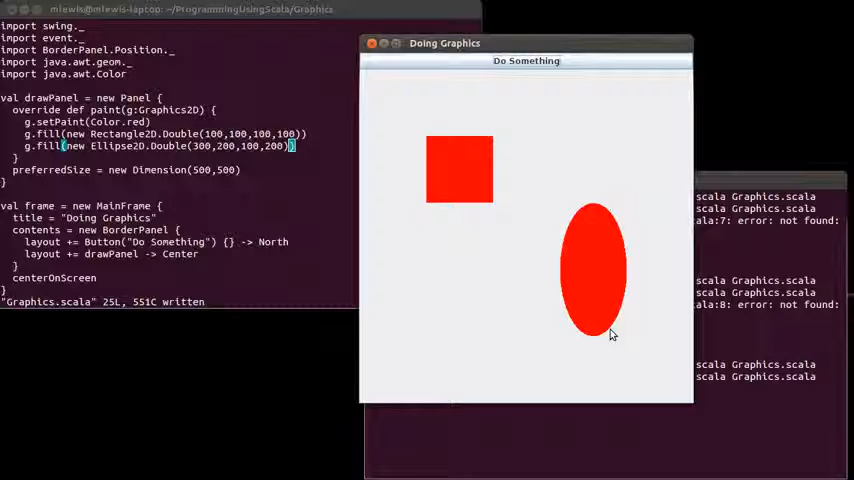 mlewis@mlewis-laptop: ~/ProgrammingUsingScala/Graphics
import swing._
import event._
import BorderPanel.Position._
import java.awt.geom._
import java.awt.Color
val drawPanel = new Panel {
override def paint(g:Graphics2D) {
g.setPaint(Color.red)
g.fill(new Rectangle2D.Double(100,100,100,100))
g.fill(new Ellipse2D.Double(300,200,100,200))
}
preferredSize = new Dimension(500,500)
}
val frame = new MainFrame {
title = "Doing Graphics"
contents = new BorderPanel {
layout += Button("Do Something") {} -> North
layout += drawPanel -> Center
}
centerOnScreen
}
"Graphics.scala" 25L, 551C written
Doing Graphics
Do Something
scala Graphics.scala
scala Graphics.scala
ala:7: error: not found:
scala Graphics.scala
scala Graphics.scala
ala:8: error: not found:
scala Graphics.scala
scala Graphics.scala